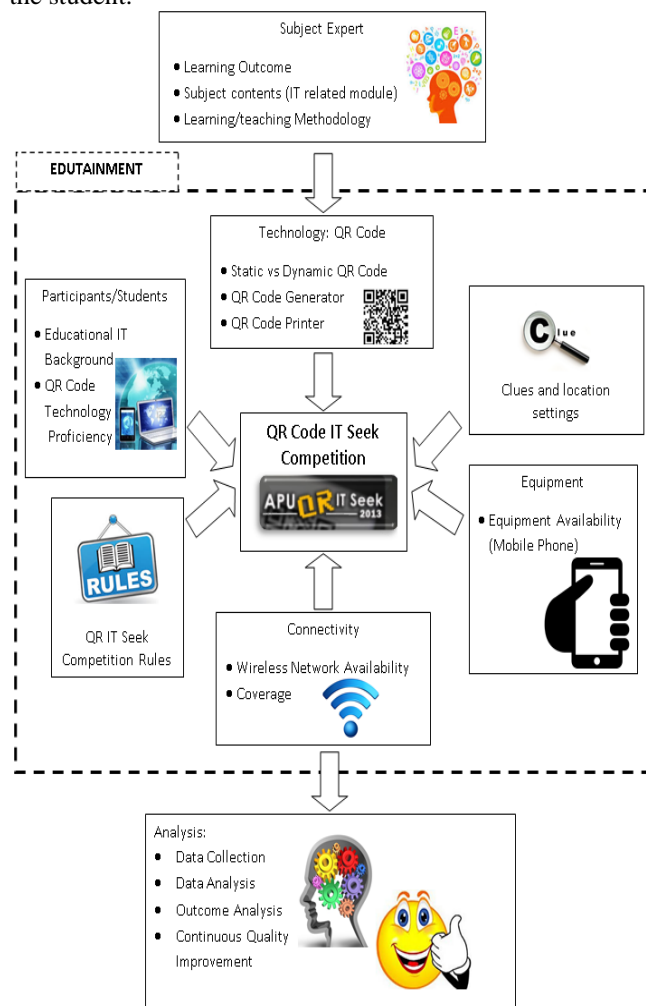 the student.
Subject Expert
• Learning Outcome
• Subject contents (IT related module)
• Learning/teaching Methodology
EDUTAINMENT
Technology: QR Code
• Static vs Dynamic QR Code
• QR Code Generator
• QR Code Printer
Participants/Students
• Educational IT
Background
• QR Code
Technology
Proficiency
Clue
Clues and location
settings
QR Code IT Seek
Competition
APU QR IT Seek
2013
Equipment
• Equipment Availability
(Mobile Phone)
RULES
QR IT Seek
Competition Rules
Connectivity
• Wireless Network Availability
• Coverage
Analysis:
• Data Collection
• Data Analysis
• Outcome Analysis
• Continuous Quality
Improvement